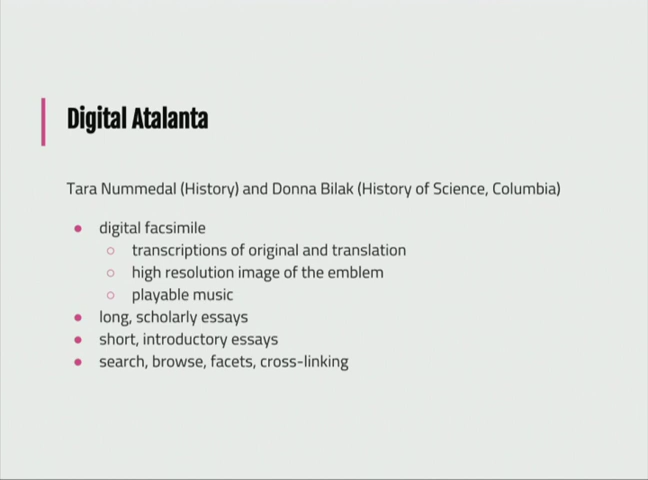 Digital Atalanta
Tara Nummedal (History) and Donna Bilak (History of Science, Columbia)
● digital facsimile
○ transcriptions of original and translation
○ high resolution image of the emblem
○ playable music
● long, scholarly essays
● short, introductory essays
● search, browse, facets, cross-linking